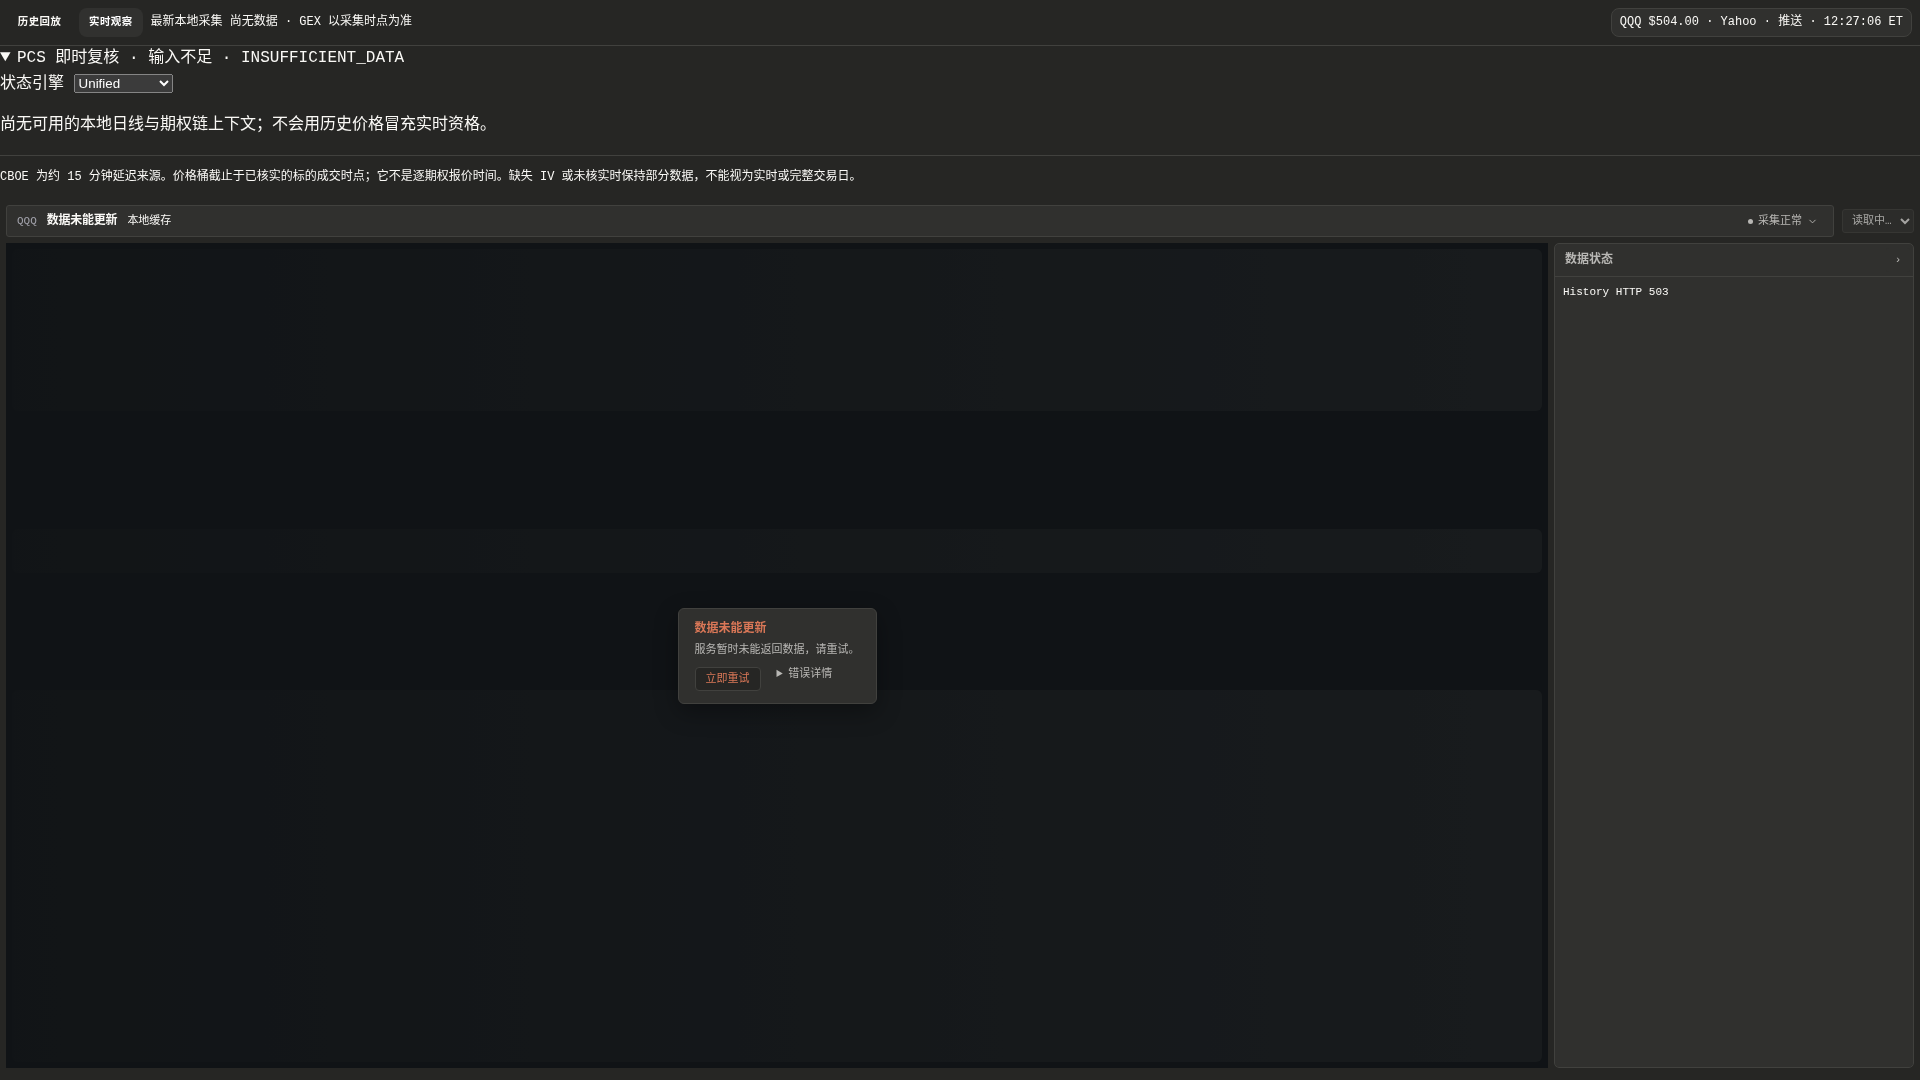 历史回放 实时观察 最新本地采集 尚无数据 · GEX 以采集时点为准 QQQ $504.00 · Yahoo · 推送 · 12:27:06 ET
▼ PCS 即时复核 · 输入不足 · INSUFFICIENT_DATA
状态引擎 Unified
尚无可用的本地日线与期权链上下文；不会用历史价格冒充实时资格。
CBOE 为约 15 分钟延迟来源。价格桶截止于已核实的标的成交时点；它不是逐期权报价时间。缺失 IV 或未核实时保持部分数据，不能视为实时或完整交易日。
QQQ 数据未能更新 本地缓存 ● 采集正常 读取中…
数据状态 ›
History HTTP 503
数据未能更新
服务暂时未能返回数据，请重试。
立即重试 ▶ 错误详情